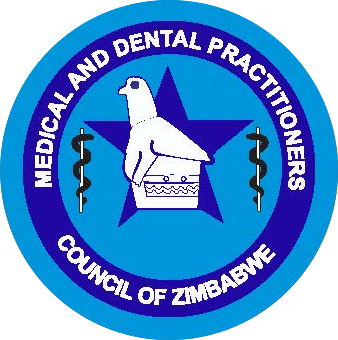 MEDICAL AND DENTAL PRACTITIONERS
COUNCIL OF ZIMBABWE